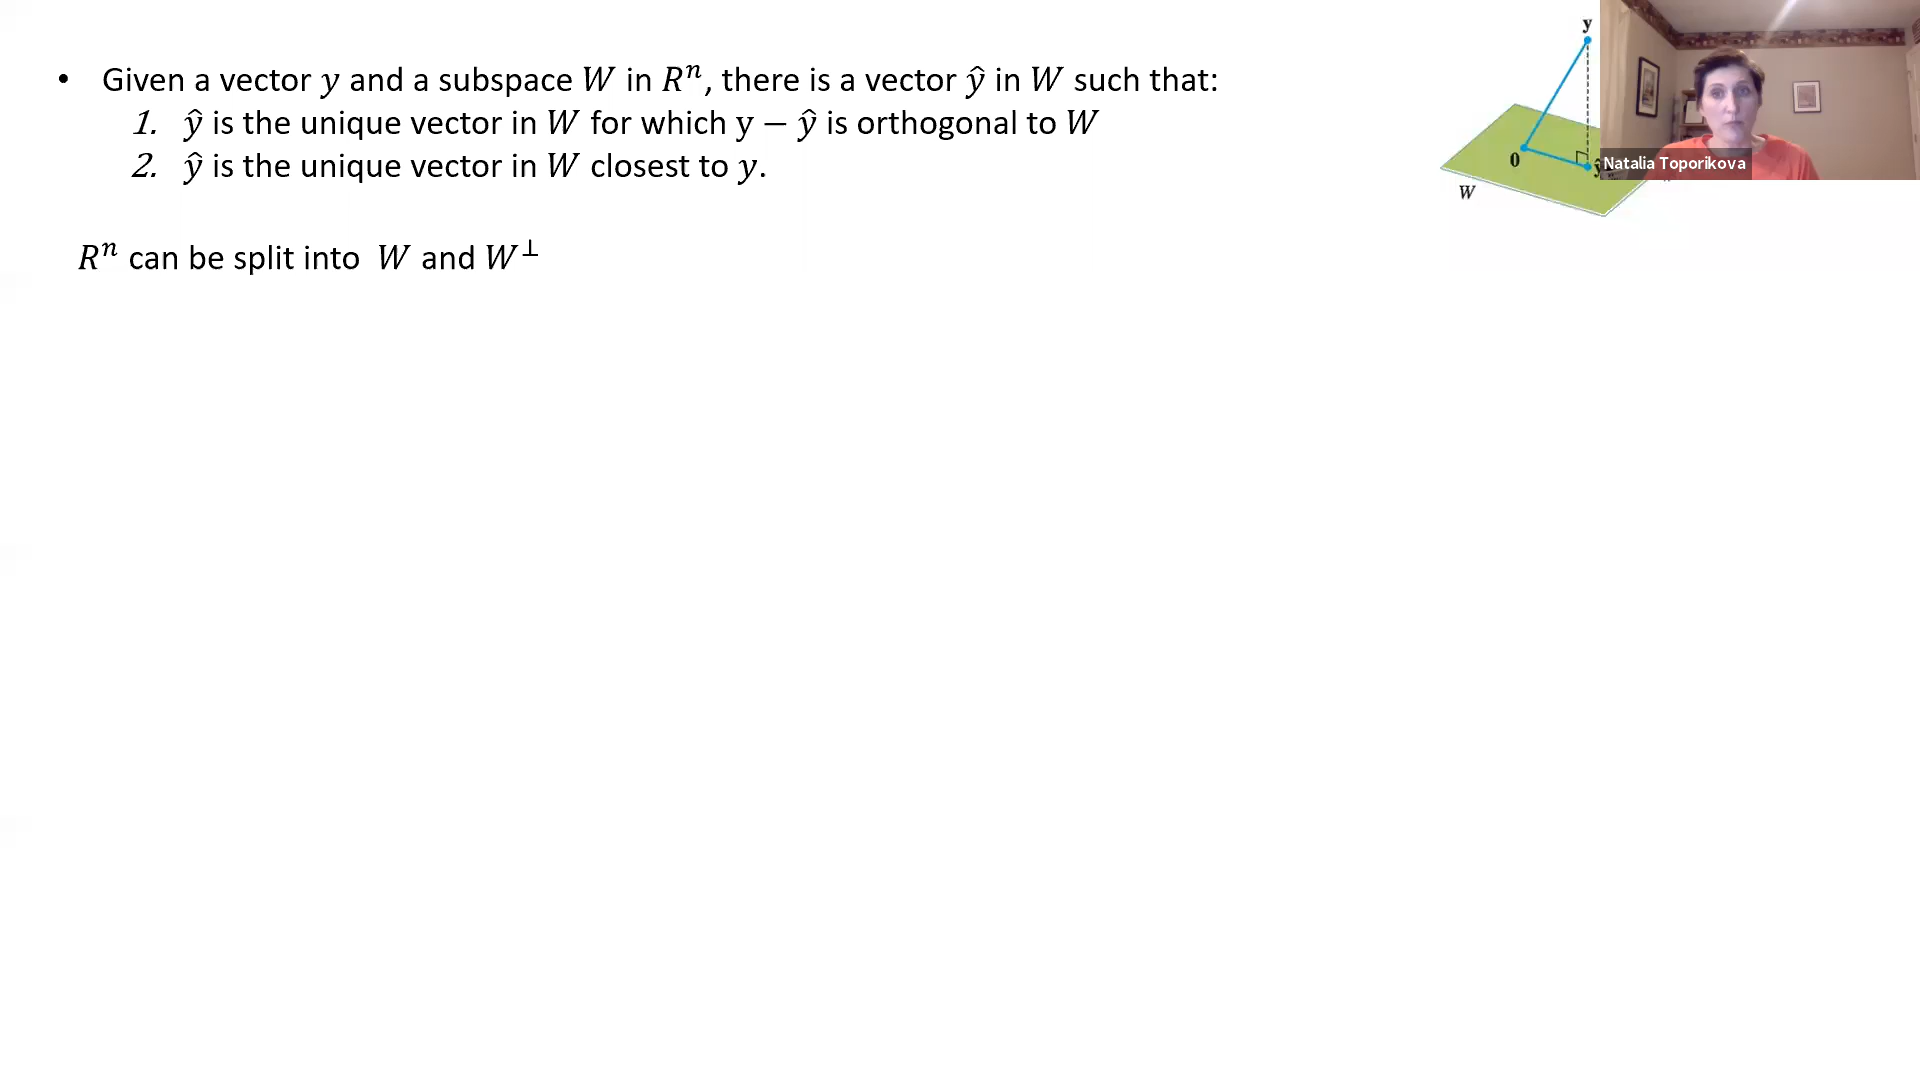 • Given a vector y and a subspace W in Rⁿ, there is a vector ŷ in W such that:
1. ŷ is the unique vector in W for which y − ŷ is orthogonal to W
2. ŷ is the unique vector in W closest to y.
Rⁿ can be split into W and W⊥
y
0
W
Natalia Toporikova